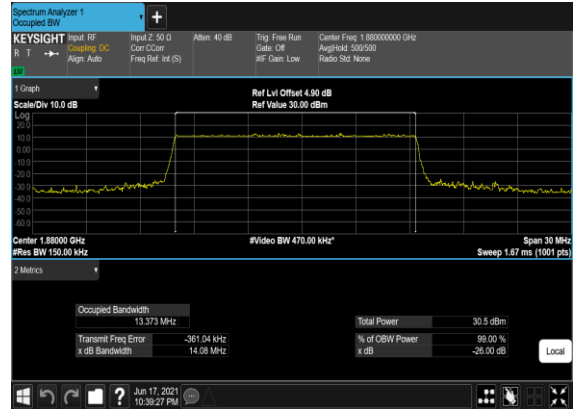 Spectrum Analyzer 1
Occupied BW
KEYSIGHT
R T
LM
Input: RF
Coupling: DC
Align: Auto
Input Z: 50 Ω
Corr CCorr
Freq Ref: Int (S)
Atten: 40 dB
Trig: Free Run
Gate: Off
#IF Gain: Low
Center Freq: 1.880000000 GHz
Avg|Hold: 500/500
Radio Std: None
1 Graph
Scale/Div 10.0 dB
Ref Lvl Offset 4.90 dB
Ref Value 30.00 dBm
Log
20.0
10.0
0.00
-10.0
-20.0
-30.0
-40.0
-50.0
-60.0
Center 1.88000 GHz
#Res BW 150.00 kHz
#Video BW 470.00 kHz*
Span 30 MHz
Sweep 1.67 ms (1001 pts)
2 Metrics
Occupied Bandwidth
13.373 MHz
Total Power 30.5 dBm
Transmit Freq Error -361.04 kHz
% of OBW Power 99.00 %
x dB Bandwidth 14.08 MHz
x dB -26.00 dB
Local
?
Jun 17, 2021
10:39:27 PM